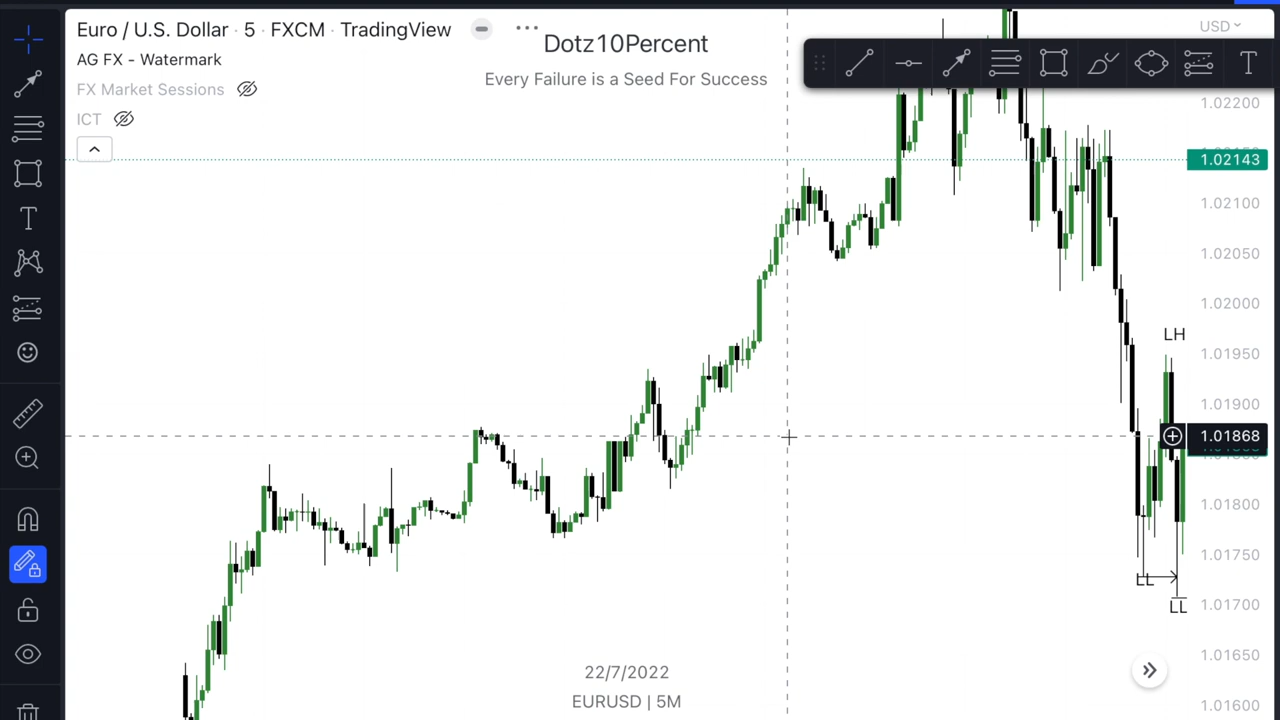 Euro / U.S. Dollar · 5 · FXCM · TradingView
AG FX - Watermark
FX Market Sessions
ICT
Dotz10Percent
Every Failure is a Seed For Success
USD
1.02200
1.02143
1.02100
1.02050
1.02000
1.01950
1.01900
1.01868
1.01800
1.01750
1.01700
1.01650
1.01600
LH
LL
LL
22/7/2022
EURUSD | 5M